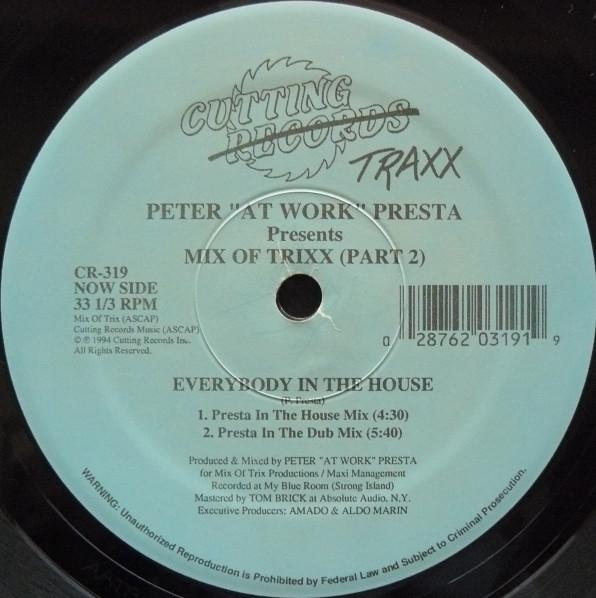 CUTTING
RECORDS
TRAXX
PETER "AT WORK" PRESTA
Presents
MIX OF TRIXX (PART 2)
CR-319
NOW SIDE
33 1/3 RPM
Mix Of Trix (ASCAP)
Cutting Records Music (ASCAP)
© ℗ 1994 Cutting Records Inc.
All Rights Reserved.
0 28762 03191 9
EVERYBODY IN THE HOUSE
(P. Presta)
1. Presta In The House Mix (4:30)
2. Presta In The Dub Mix (5:40)
Produced & Mixed by PETER "AT WORK" PRESTA
for Mix Of Trix Productions / Maxi Management
Recorded at My Blue Room (Strong Island)
Mastered by TOM BRICK at Absolute Audio, N.Y.
Executive Producers: AMADO & ALDO MARIN
WARNING: Unauthorized Reproduction is Prohibited by Federal Law and Subject to Criminal Prosecution.